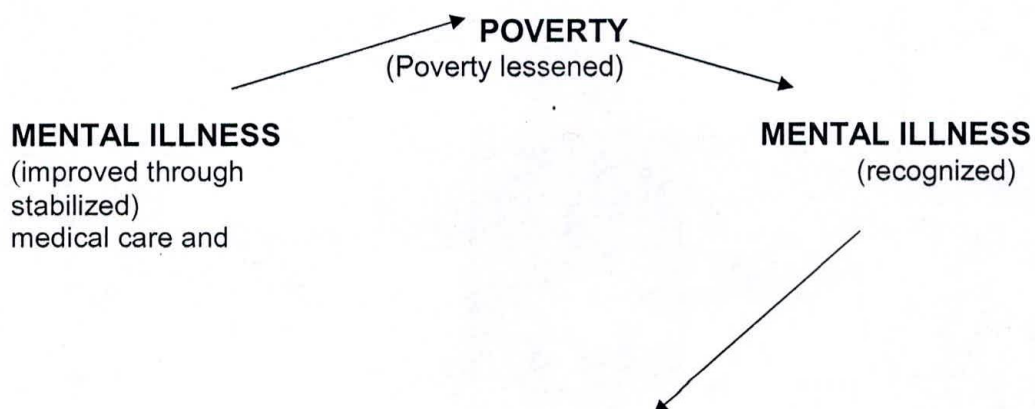 POVERTY
(Poverty lessened)
MENTAL ILLNESS
(improved through
stabilized)
medical care and
MENTAL ILLNESS
(recognized)